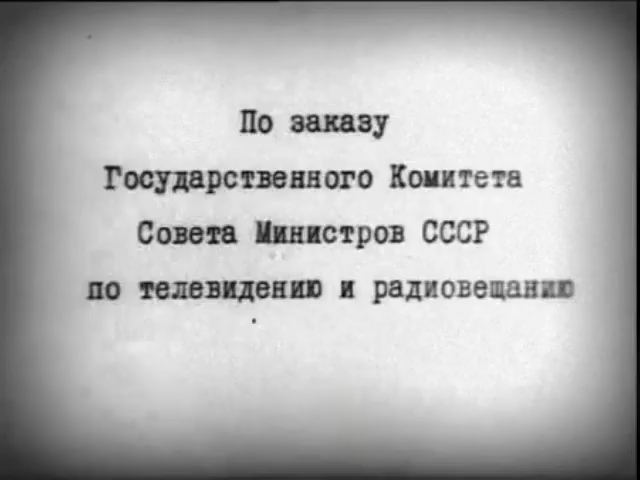 По заказу
Государственного Комитета
Совета Министров СССР
по телевидению и радиовещанию